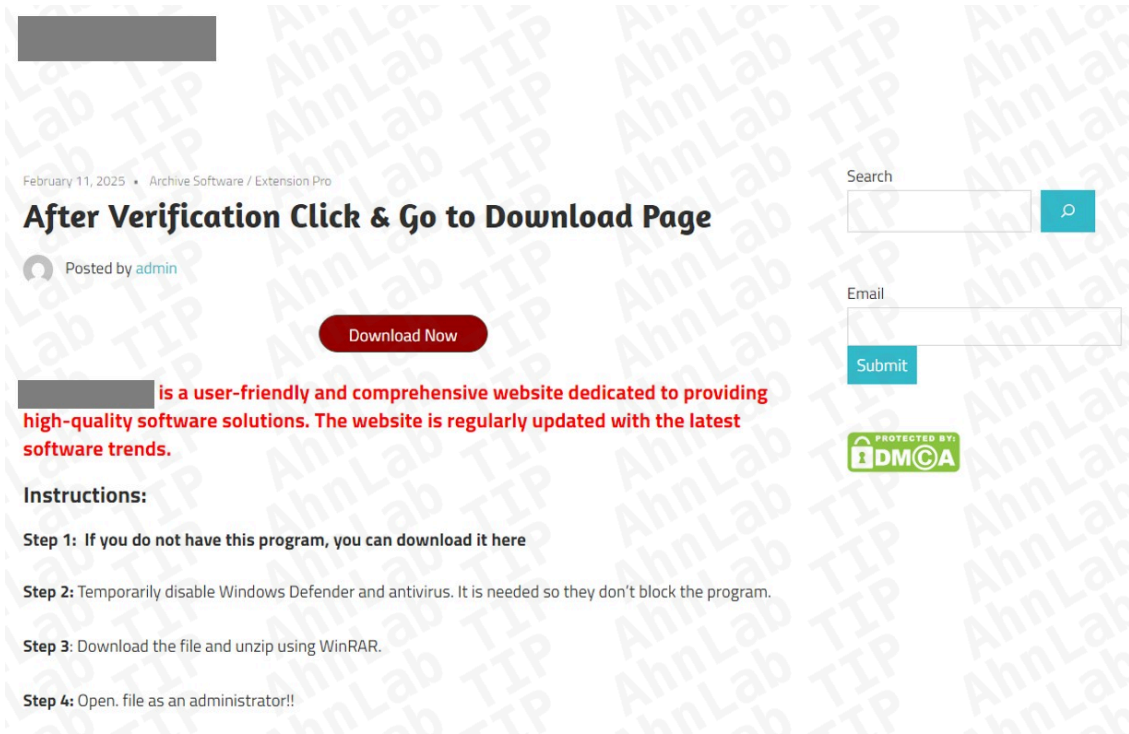 February 11, 2025 • Archive Software / Extension Pro
After Verification Click & Go to Download Page
Posted by admin
Download Now
is a user-friendly and comprehensive website dedicated to providing
high-quality software solutions. The website is regularly updated with the latest
software trends.
Instructions:
Step 1: If you do not have this program, you can download it here
Step 2: Temporarily disable Windows Defender and antivirus. It is needed so they don’t block the program.
Step 3: Download the file and unzip using WinRAR.
Step 4: Open. file as an administrator!!
Search
Email
Submit
PROTECTED BY:
DMCA
AhnLab TIP